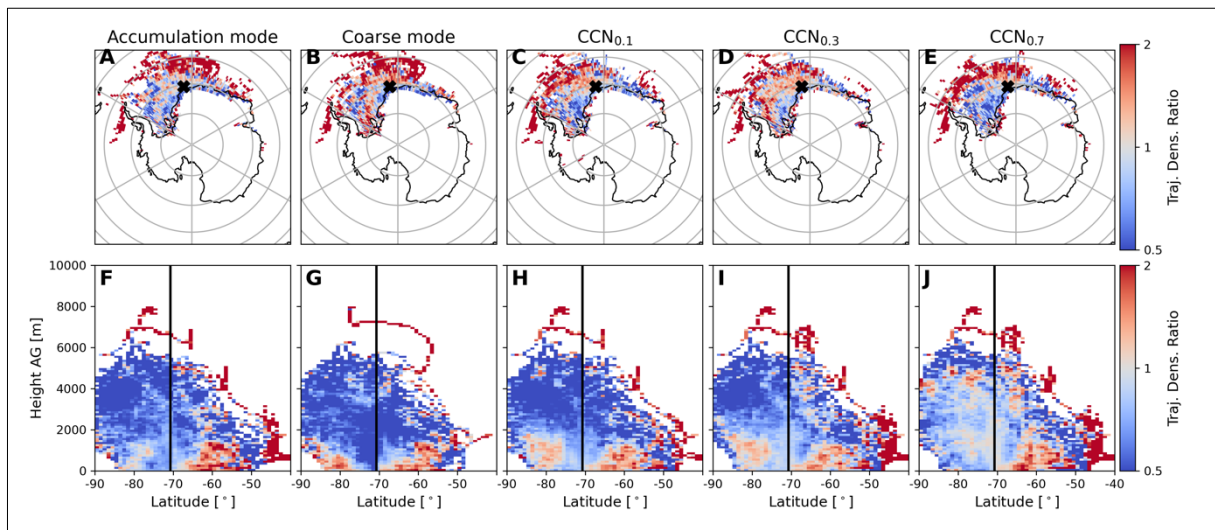 Accumulation mode
Coarse mode
CCN0.1
CCN0.3
CCN0.7
A
B
C
D
E
2
1
0.5
Traj. Dens. Ratio
10000
8000
6000
4000
2000
0
Height AG [m]
F
G
H
I
J
2
1
0.5
Traj. Dens. Ratio
-90 -80 -70 -60 -50
-90 -80 -70 -60 -50
-90 -80 -70 -60 -50
-90 -80 -70 -60 -50
-90 -80 -70 -60 -50 -40
Latitude [°]
Latitude [°]
Latitude [°]
Latitude [°]
Latitude [°]